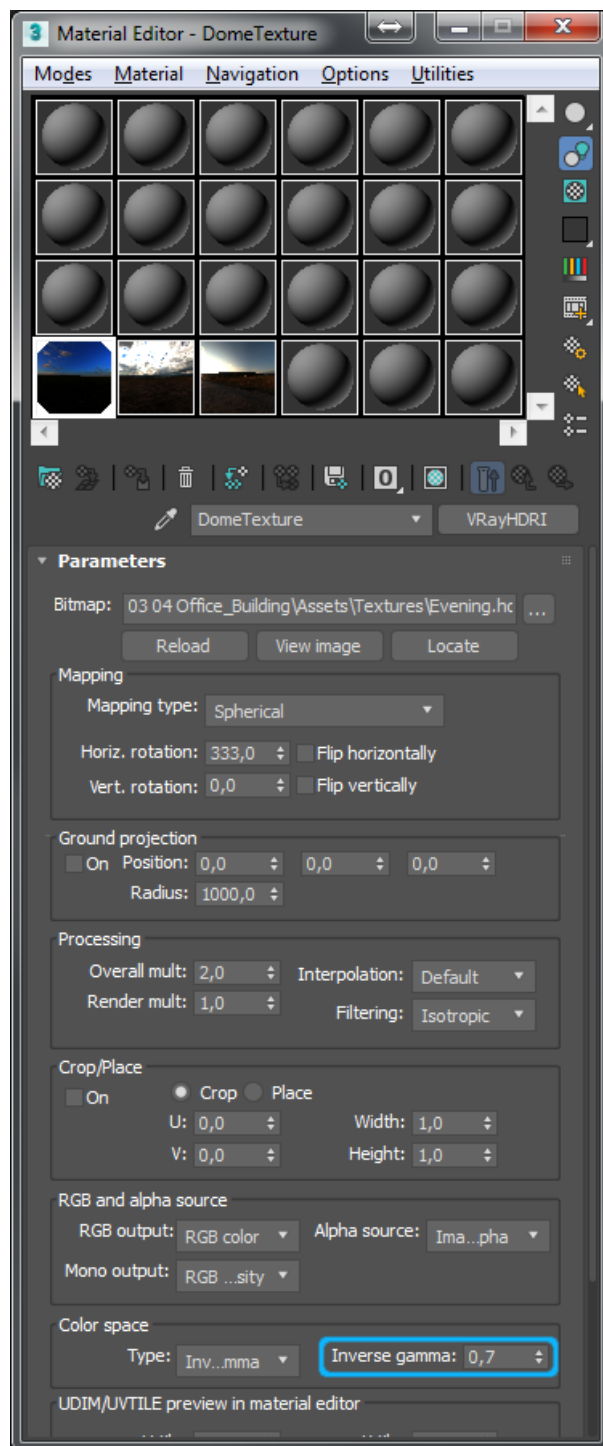 3 Material Editor - DomeTexture
Modes Material Navigation Options Utilities
0
DomeTexture VRayHDRI
Parameters
Bitmap: 03 04 Office_Building\Assets\Textures\Evening.hc ...
Reload View image Locate
Mapping
Mapping type: Spherical
Horiz. rotation: 333,0 Flip horizontally
Vert. rotation: 0,0 Flip vertically
Ground projection
On Position: 0,0 0,0 0,0
Radius: 1000,0
Processing
Overall mult: 2,0 Interpolation: Default
Render mult: 1,0 Filtering: Isotropic
Crop/Place
On Crop Place
U: 0,0 Width: 1,0
V: 0,0 Height: 1,0
RGB and alpha source
RGB output: RGB color Alpha source: Ima...pha
Mono output: RGB ...sity
Color space
Type: Inv...mma Inverse gamma: 0,7
UDIM/UVTILE preview in material editor